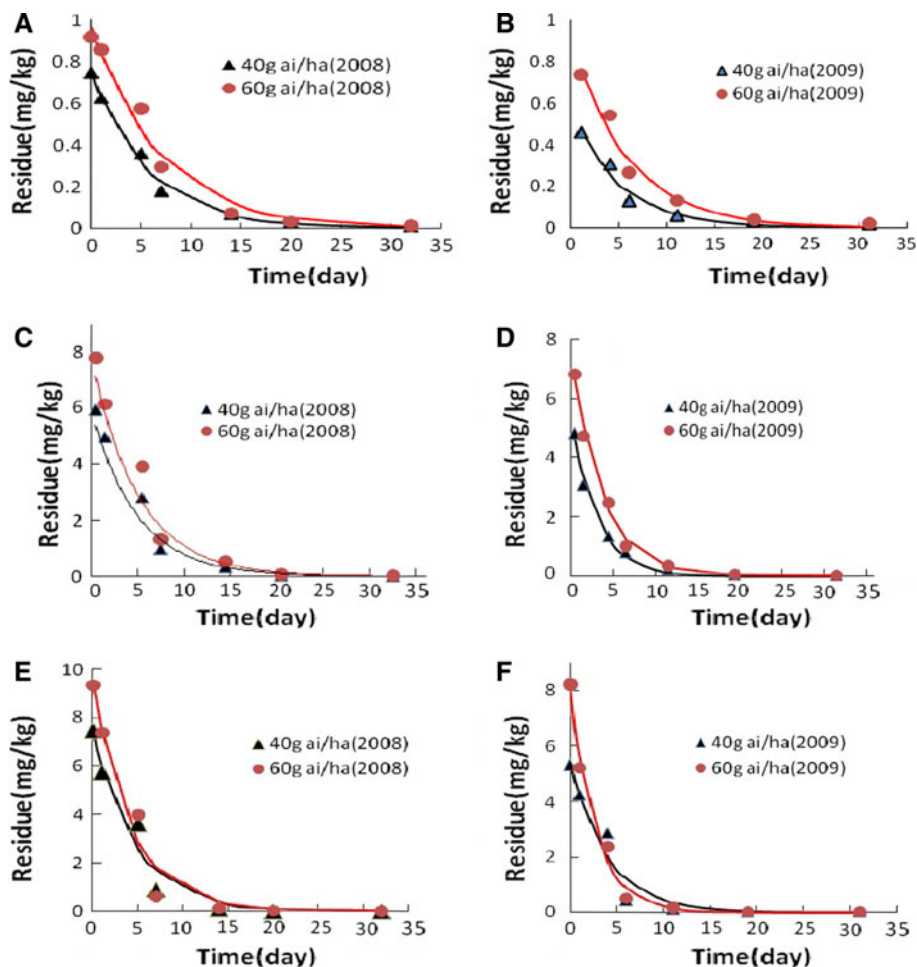 A
1
0.8
0.6
0.4
0.2
0
Residue(mg/kg)
40g ai/ha(2008)
60g ai/ha(2008)
0 5 10 15 20 25 30 35
Time(day)
B
1
0.8
0.6
0.4
0.2
0
Residue(mg/kg)
40g ai/ha(2009)
60g ai/ha(2009)
0 5 10 15 20 25 30 35
Time(day)
C
8
6
4
2
0
Residue(mg/kg)
40g ai/ha(2008)
60g ai/ha(2008)
0 5 10 15 20 25 30 35
Time(day)
D
8
6
4
2
0
Residue(mg/kg)
40g ai/ha(2009)
60g ai/ha(2009)
0 5 10 15 20 25 30 35
Time(day)
E
10
8
6
4
2
0
Residue(mg/kg)
40g ai/ha(2008)
60g ai/ha(2008)
0 5 10 15 20 25 30 35
Time(day)
F
8
6
4
2
0
Residue(mg/kg)
40g ai/ha(2009)
60g ai/ha(2009)
0 5 10 15 20 25 30 35
Time(day)